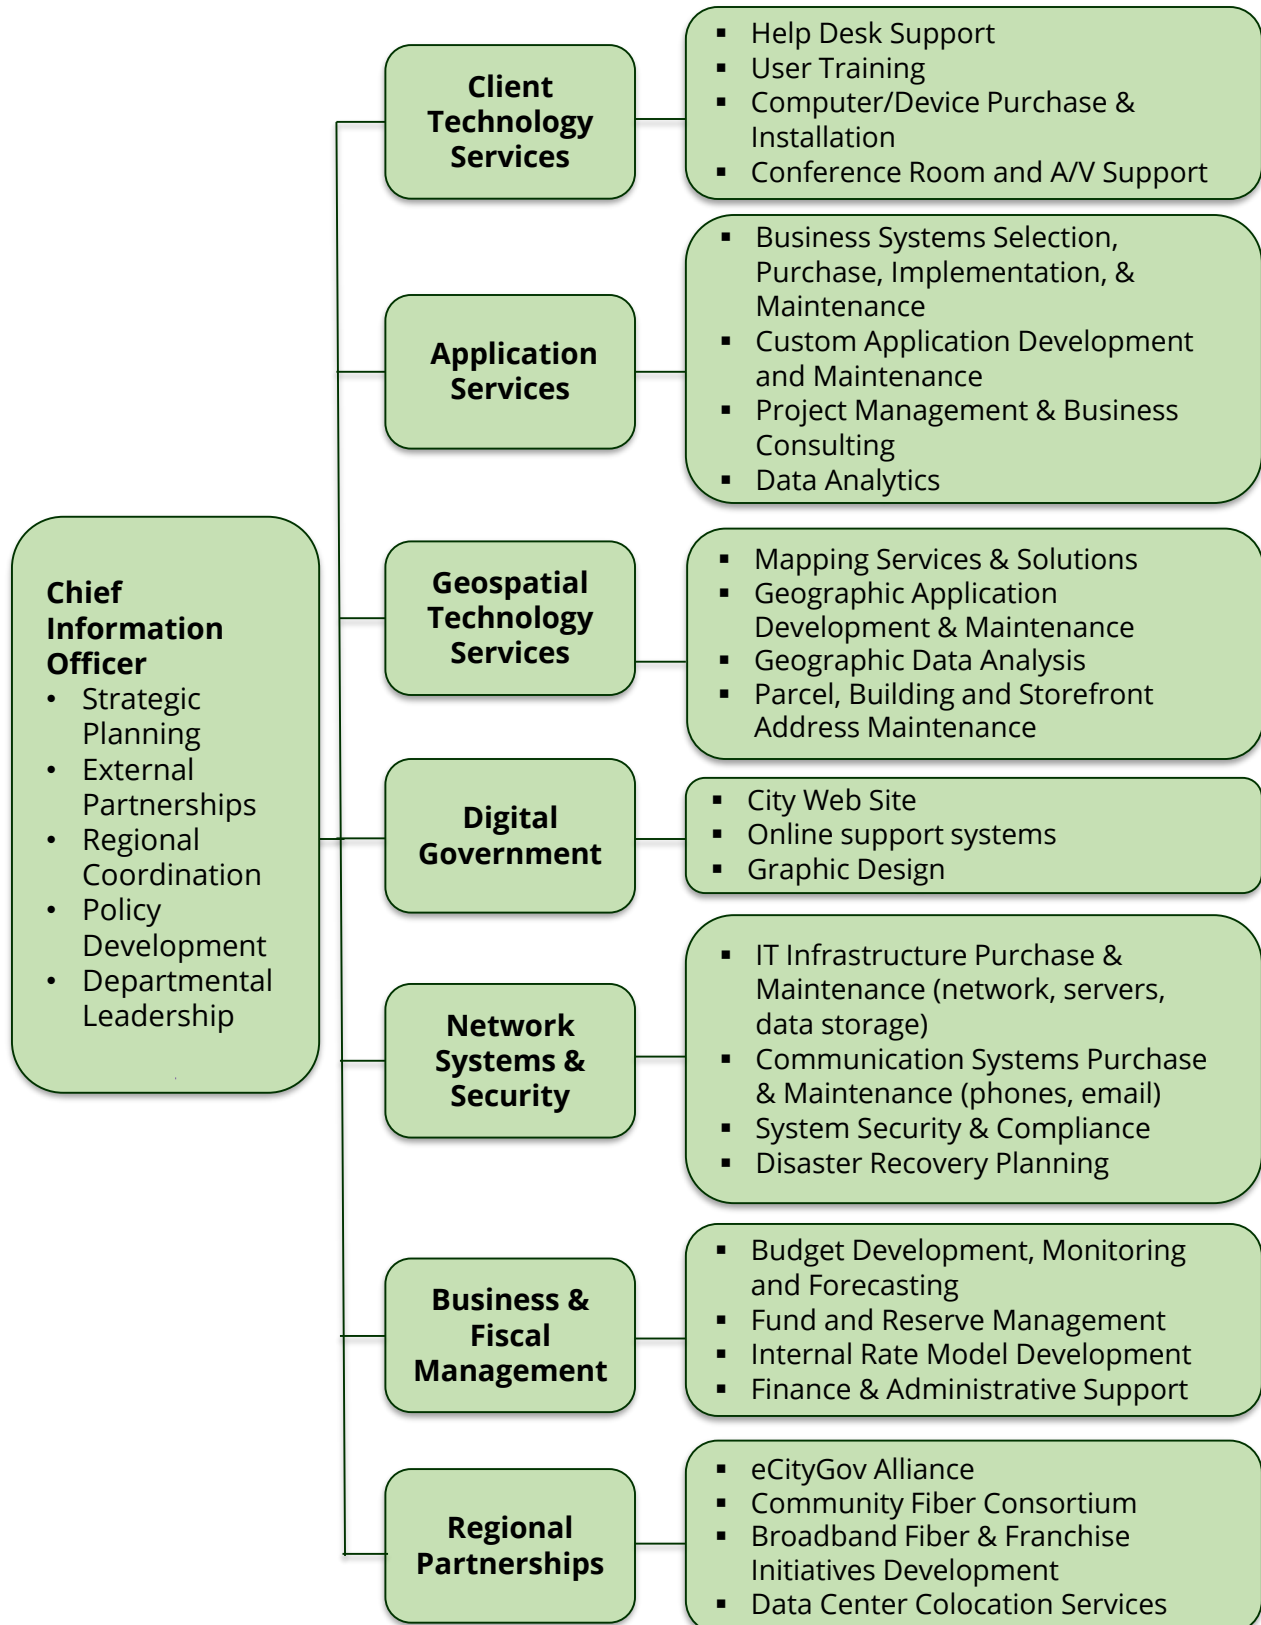 Chief
Information
Officer
• Strategic
Planning
• External
Partnerships
• Regional
Coordination
• Policy
Development
• Departmental
Leadership
Client
Technology
Services
▪ Help Desk Support
▪ User Training
▪ Computer/Device Purchase &
Installation
▪ Conference Room and A/V Support
Application
Services
▪ Business Systems Selection,
Purchase, Implementation, &
Maintenance
▪ Custom Application Development
and Maintenance
▪ Project Management & Business
Consulting
▪ Data Analytics
Geospatial
Technology
Services
▪ Mapping Services & Solutions
▪ Geographic Application
Development & Maintenance
▪ Geographic Data Analysis
▪ Parcel, Building and Storefront
Address Maintenance
Digital
Government
▪ City Web Site
▪ Online support systems
▪ Graphic Design
Network
Systems &
Security
▪ IT Infrastructure Purchase &
Maintenance (network, servers,
data storage)
▪ Communication Systems Purchase
& Maintenance (phones, email)
▪ System Security & Compliance
▪ Disaster Recovery Planning
Business &
Fiscal
Management
▪ Budget Development, Monitoring
and Forecasting
▪ Fund and Reserve Management
▪ Internal Rate Model Development
▪ Finance & Administrative Support
Regional
Partnerships
▪ eCityGov Alliance
▪ Community Fiber Consortium
▪ Broadband Fiber & Franchise
Initiatives Development
▪ Data Center Colocation Services